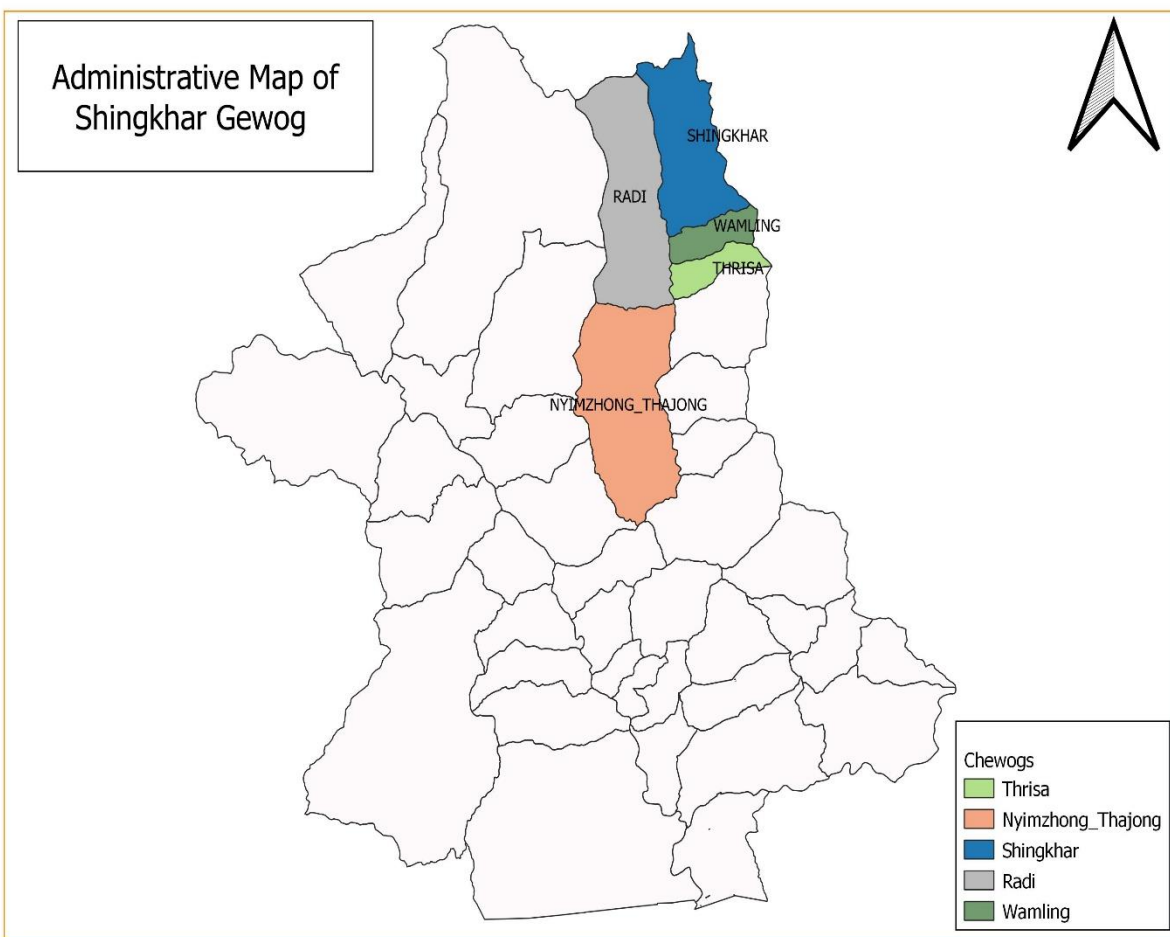 Administrative Map of
Shingkhar Gewog
SHINGKHAR
RADI
WAMLING
THRISA
NYIMZHONG_THAJONG
Chewogs
Thrisa
Nyimzhong_Thajong
Shingkhar
Radi
Wamling